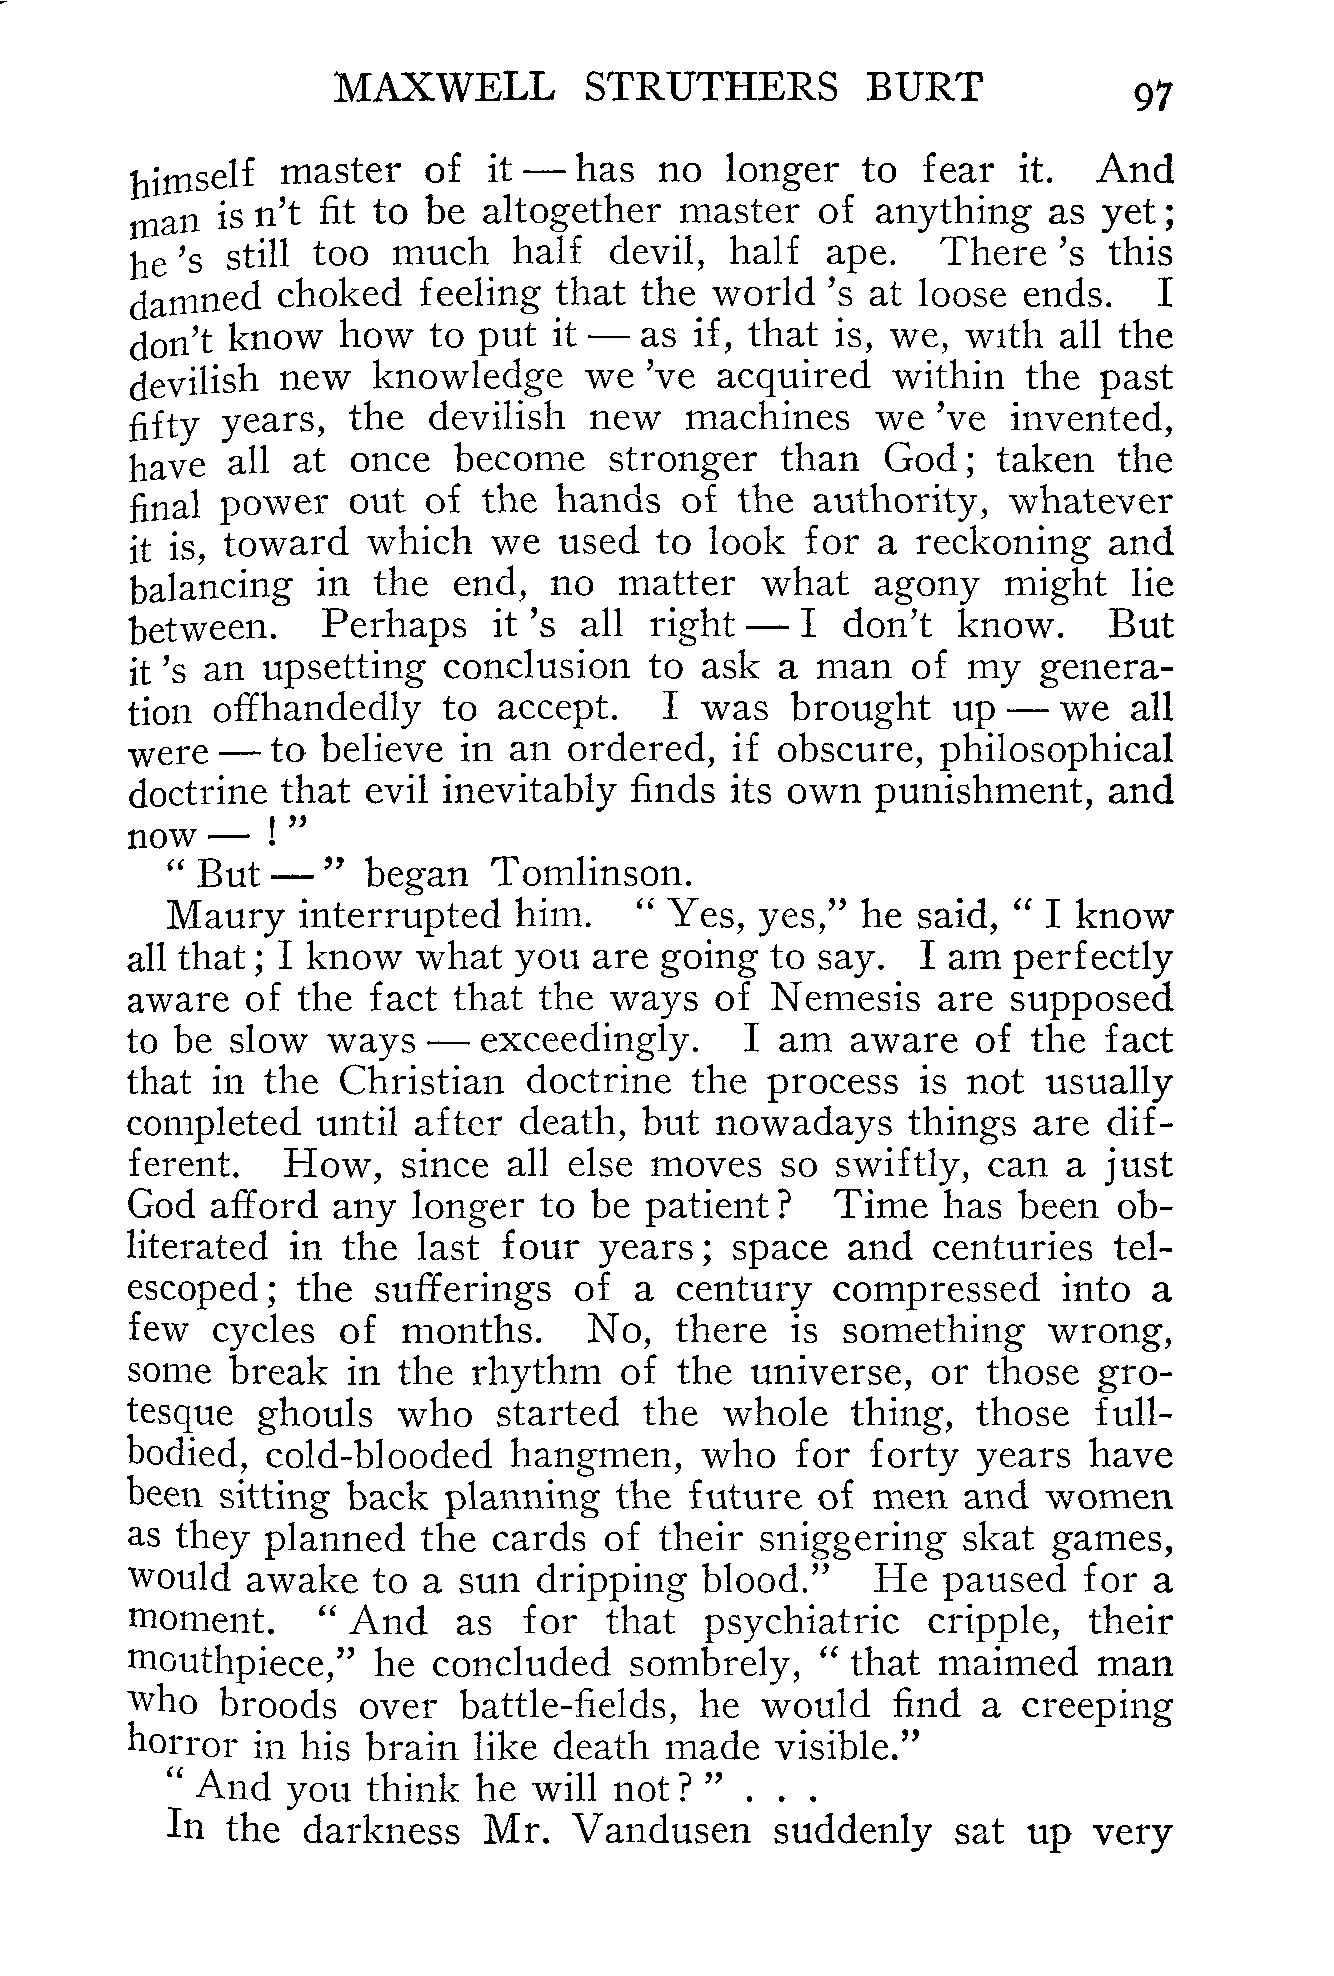 MAXWELL STRUTHERS BURT 97
himself master of it — has no longer to fear it. And
man is n't fit to be altogether master of anything as yet;
he 's still too much half devil, half ape. There 's this
damned choked feeling that the world 's at loose ends. I
don't know how to put it — as if, that is, we, with all the
devilish new knowledge we 've acquired within the past
fifty years, the devilish new machines we 've invented,
have all at once become stronger than God; taken the
final power out of the hands of the authority, whatever
it is, toward which we used to look for a reckoning and
balancing in the end, no matter what agony might lie
between. Perhaps it 's all right — I don't know. But
it 's an upsetting conclusion to ask a man of my genera-
tion offhandedly to accept. I was brought up — we all
were — to believe in an ordered, if obscure, philosophical
doctrine that evil inevitably finds its own punishment, and
now — ! "
" But — " began Tomlinson.
Maury interrupted him. " Yes, yes," he said, " I know
all that; I know what you are going to say. I am perfectly
aware of the fact that the ways of Nemesis are supposed
to be slow ways — exceedingly. I am aware of the fact
that in the Christian doctrine the process is not usually
completed until after death, but nowadays things are dif-
ferent. How, since all else moves so swiftly, can a just
God afford any longer to be patient? Time has been ob-
literated in the last four years; space and centuries tel-
escoped; the sufferings of a century compressed into a
few cycles of months. No, there is something wrong,
some break in the rhythm of the universe, or those gro-
tesque ghouls who started the whole thing, those full-
bodied, cold-blooded hangmen, who for forty years have
been sitting back planning the future of men and women
as they planned the cards of their sniggering skat games,
would awake to a sun dripping blood." He paused for a
moment. " And as for that psychiatric cripple, their
mouthpiece," he concluded sombrely, " that maimed man
who broods over battle-fields, he would find a creeping
horror in his brain like death made visible."
" And you think he will not? " . . .
In the darkness Mr. Vandusen suddenly sat up very